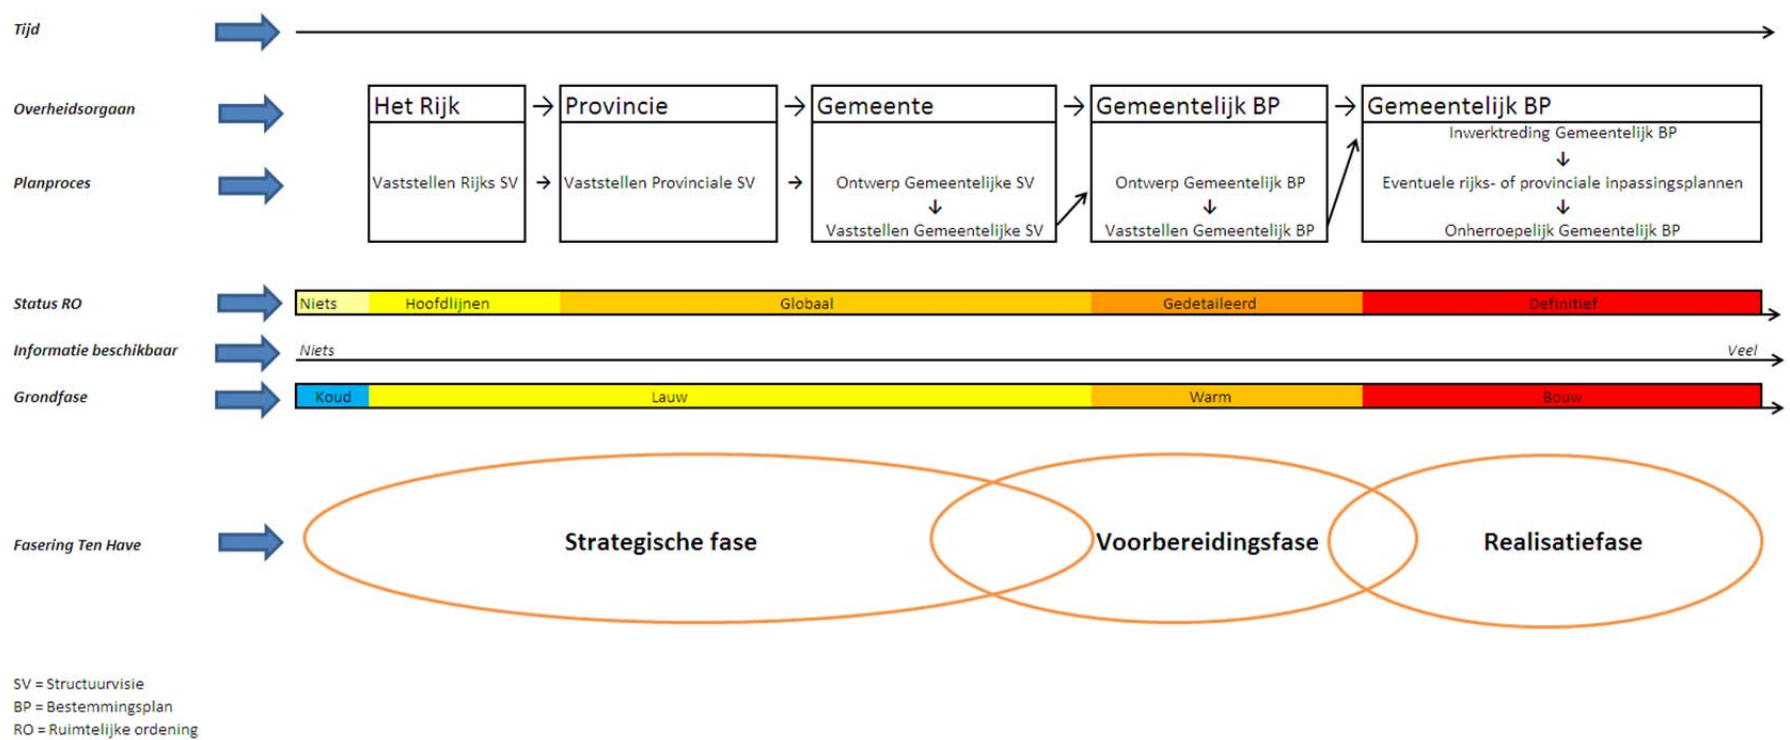 Tijd
Overheidsorgaan
Het Rijk → Provincie → Gemeente → Gemeentelijk BP → Gemeentelijk BP
Inwerktreding Gemeentelijk BP
↓
Planproces
Vaststellen Rijks SV → Vaststellen Provinciale SV → Ontwerp Gemeentelijke SV Ontwerp Gemeentelijk BP Eventuele rijks- of provinciale inpassingsplannen
↓ ↓ ↓
Vaststellen Gemeentelijke SV Vaststellen Gemeentelijk BP Onherroepelijk Gemeentelijk BP
Status RO
Niets Hoofdlijnen Globaal Gedetaileerd Definitief
Informatie beschikbaar
Niets Veel
Grondfase
Koud Lauw Warm Bouw
Fasering Ten Have
Strategische fase Voorbereidingsfase Realisatiefase
SV = Structuurvisie
BP = Bestemmingsplan
RO = Ruimtelijke ordening